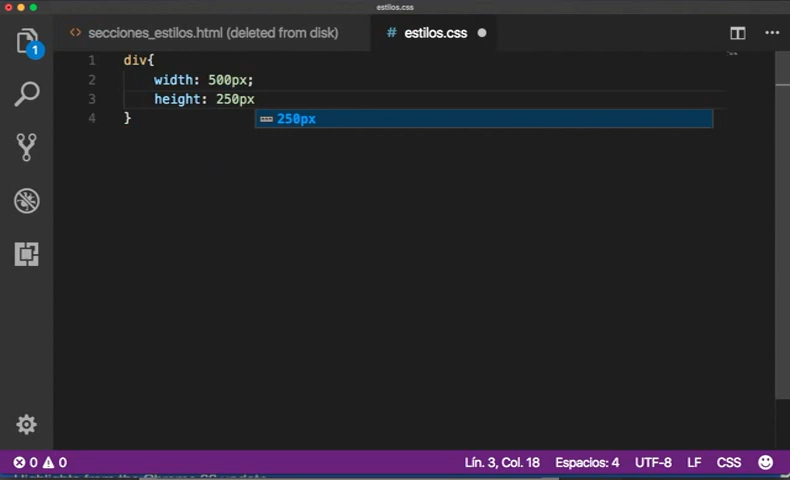 estilos.css
secciones_estilos.html (deleted from disk)
estilos.css
1 div{
2 width: 500px;
3 height: 250px
4 }
250px
1
0 0
Lín. 3, Col. 18
Espacios: 4
UTF-8
LF
CSS